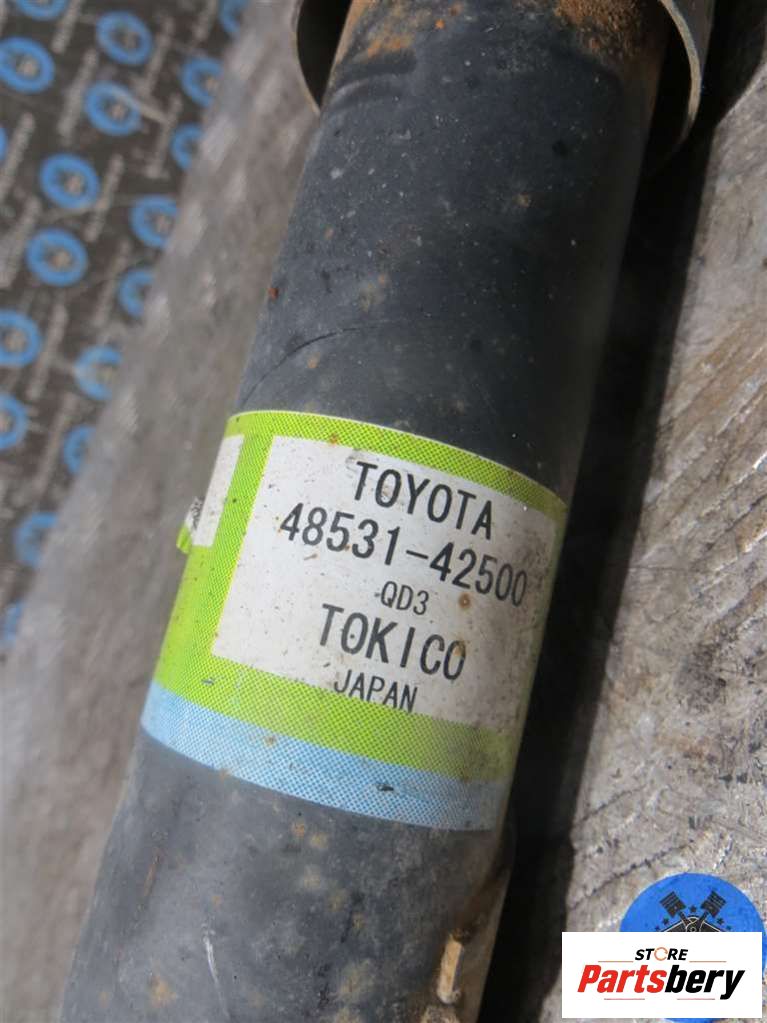 TOYOTA
48531-42500
QD3
TOKICO
JAPAN
STORE
Partsbery